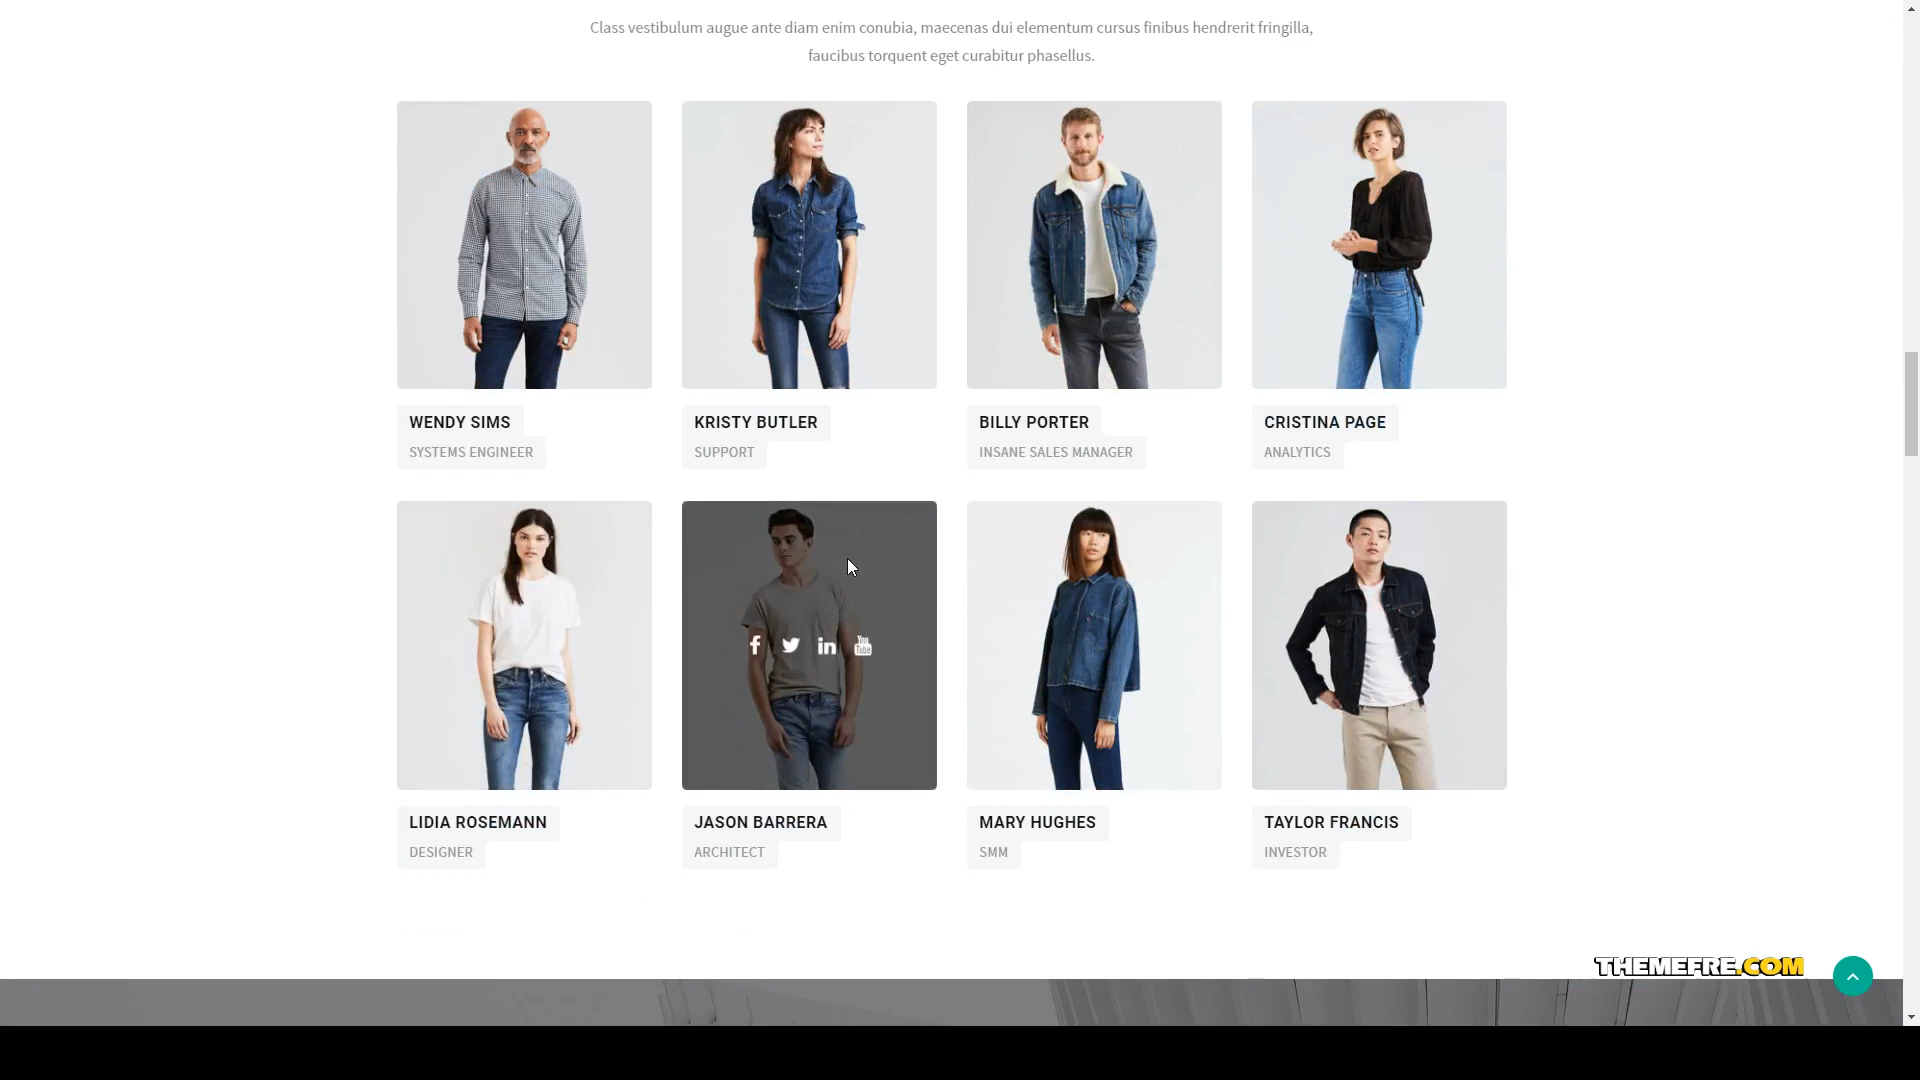 Class vestibulum augue ante diam enim conubia, maecenas dui elementum cursus finibus hendrerit fringilla,
faucibus torquent eget curabitur phasellus.
WENDY SIMS
SYSTEMS ENGINEER
KRISTY BUTLER
SUPPORT
BILLY PORTER
INSANE SALES MANAGER
CRISTINA PAGE
ANALYTICS
You Tube
LIDIA ROSEMANN
DESIGNER
JASON BARRERA
ARCHITECT
MARY HUGHES
SMM
TAYLOR FRANCIS
INVESTOR
THEMEFRE.COM